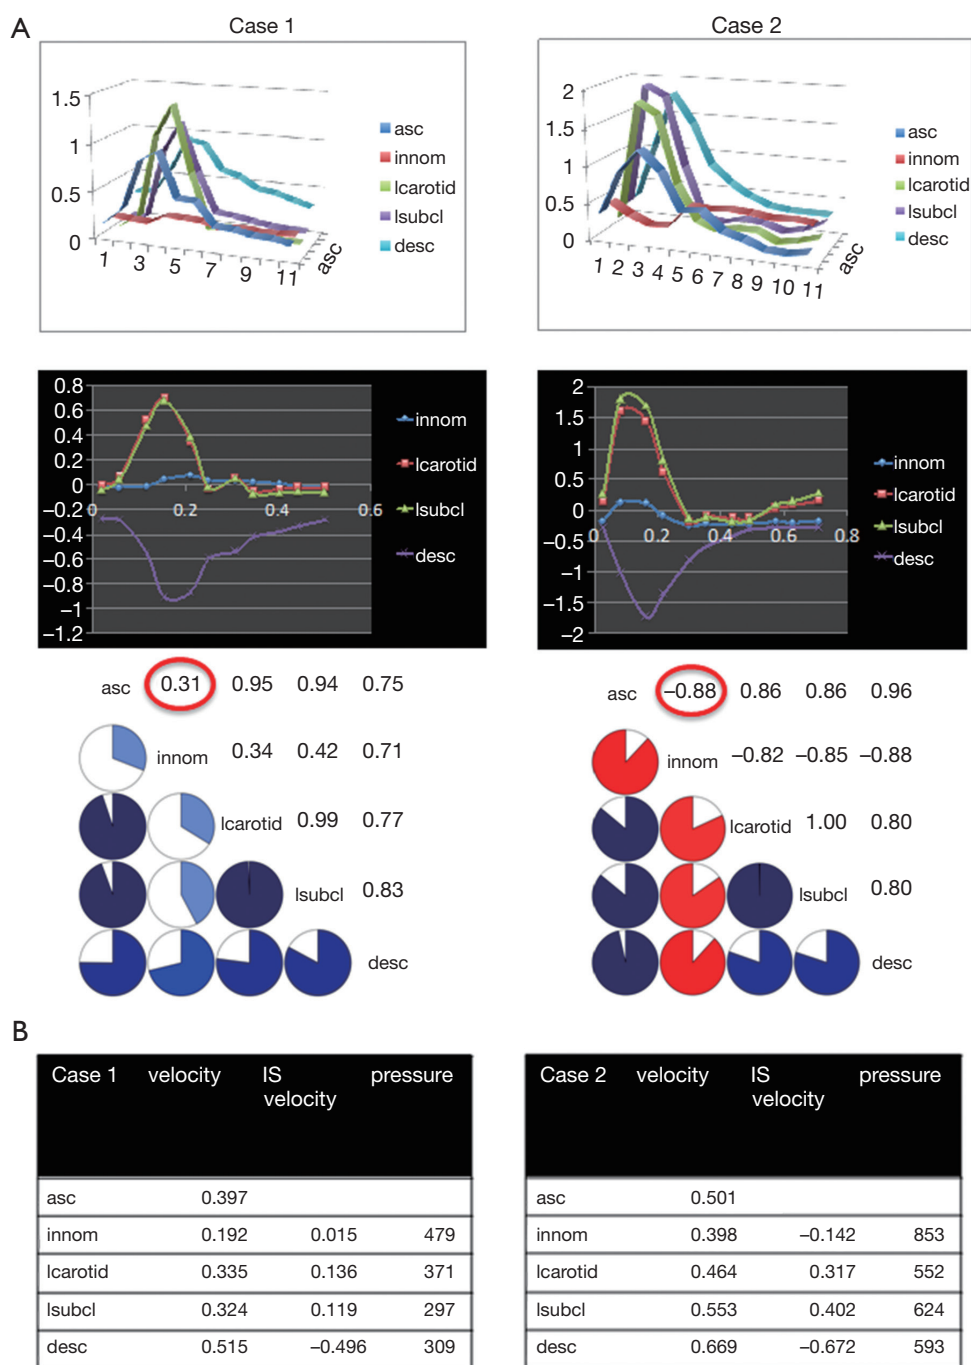 A
Case 1
Case 2
1.5
1
0.5
0
1 3 5 7 9 11
asc
asc
innom
lcarotid
lsubcl
desc
2
1.5
1
0.5
0
1 2 3 4 5 6 7 8 9 10 11
asc
asc
innom
lcarotid
lsubcl
desc
0.8
0.6
0.4
0.2
0
−0.2
−0.4
−0.6
−0.8
−1
−1.2
0 0.2 0.4 0.6
innom
lcarotid
lsubcl
desc
2
1.5
1
0.5
0
−0.5
−1
−1.5
−2
0 0.2 0.4 0.6 0.8
innom
lcarotid
lsubcl
desc
asc 0.31 0.95 0.94 0.75
innom 0.34 0.42 0.71
lcarotid 0.99 0.77
lsubcl 0.83
desc
asc −0.88 0.86 0.86 0.96
innom −0.82 −0.85 −0.88
lcarotid 1.00 0.80
lsubcl 0.80
desc
B
Case 1 velocity IS velocity pressure
asc 0.397
innom 0.192 0.015 479
lcarotid 0.335 0.136 371
lsubcl 0.324 0.119 297
desc 0.515 −0.496 309
Case 2 velocity IS velocity pressure
asc 0.501
innom 0.398 −0.142 853
lcarotid 0.464 0.317 552
lsubcl 0.553 0.402 624
desc 0.669 −0.672 593